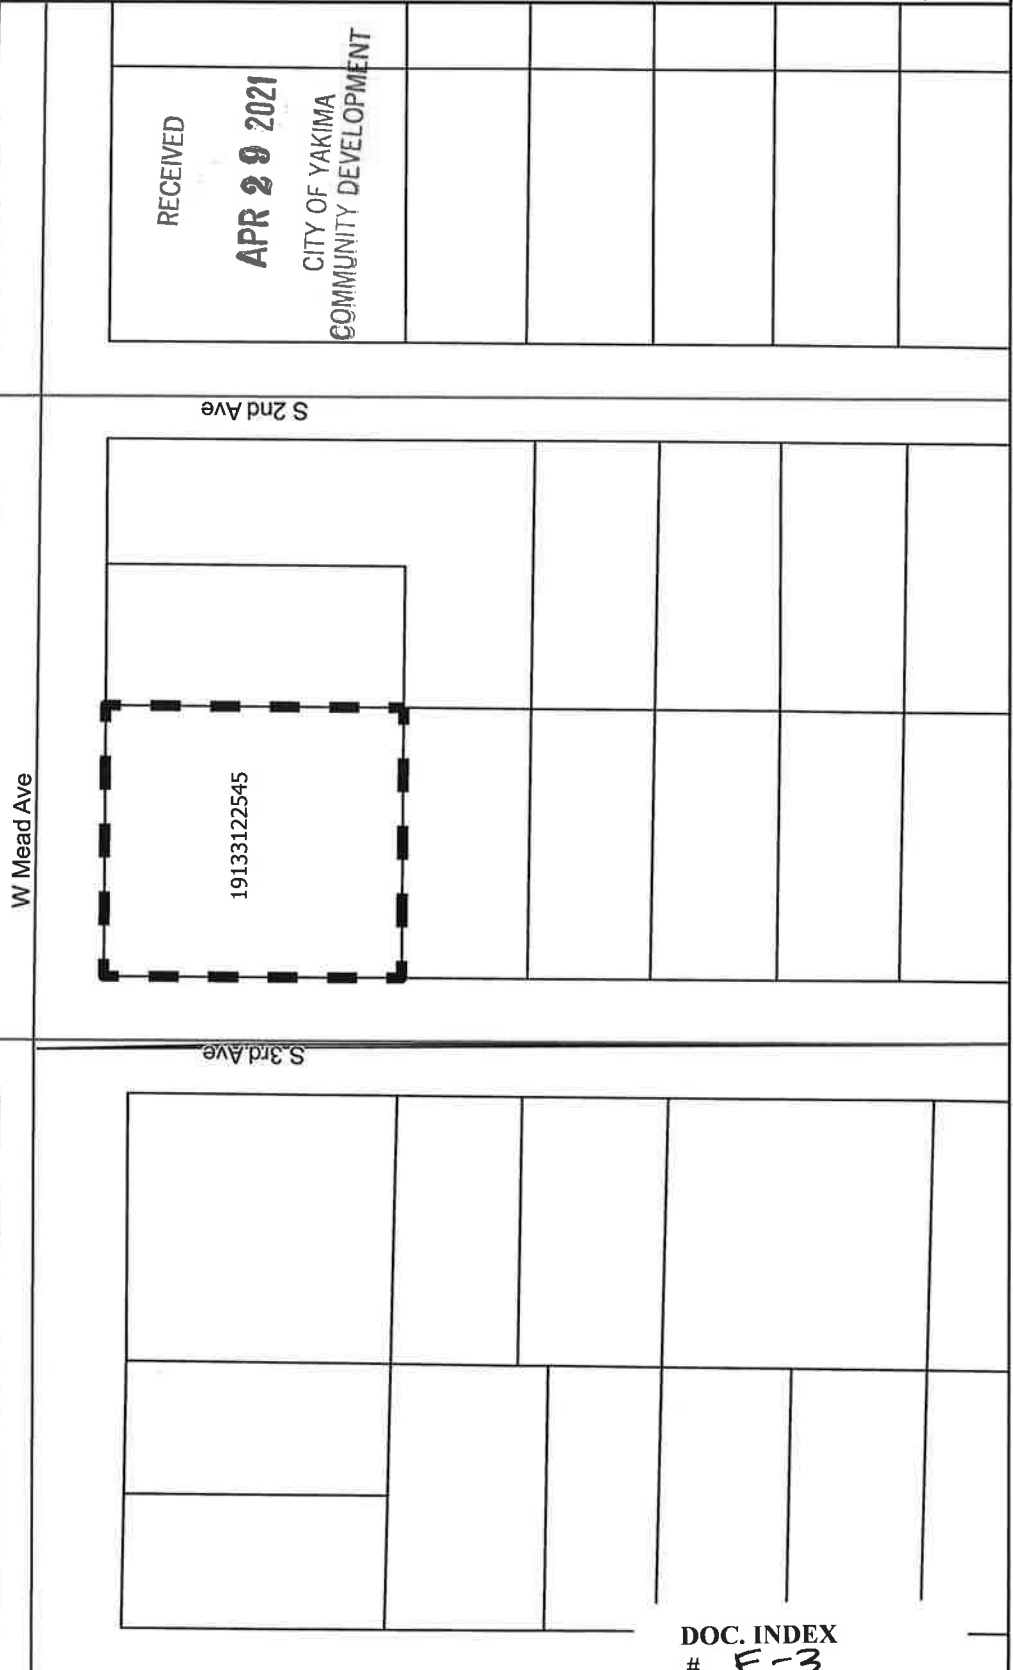 RECEIVED
APR 29 2021
CITY OF YAKIMA
COMMUNITY DEVELOPMENT
S 2nd Ave
W Mead Ave
19133122545
S 3rd Ave
DOC. INDEX
# E-3